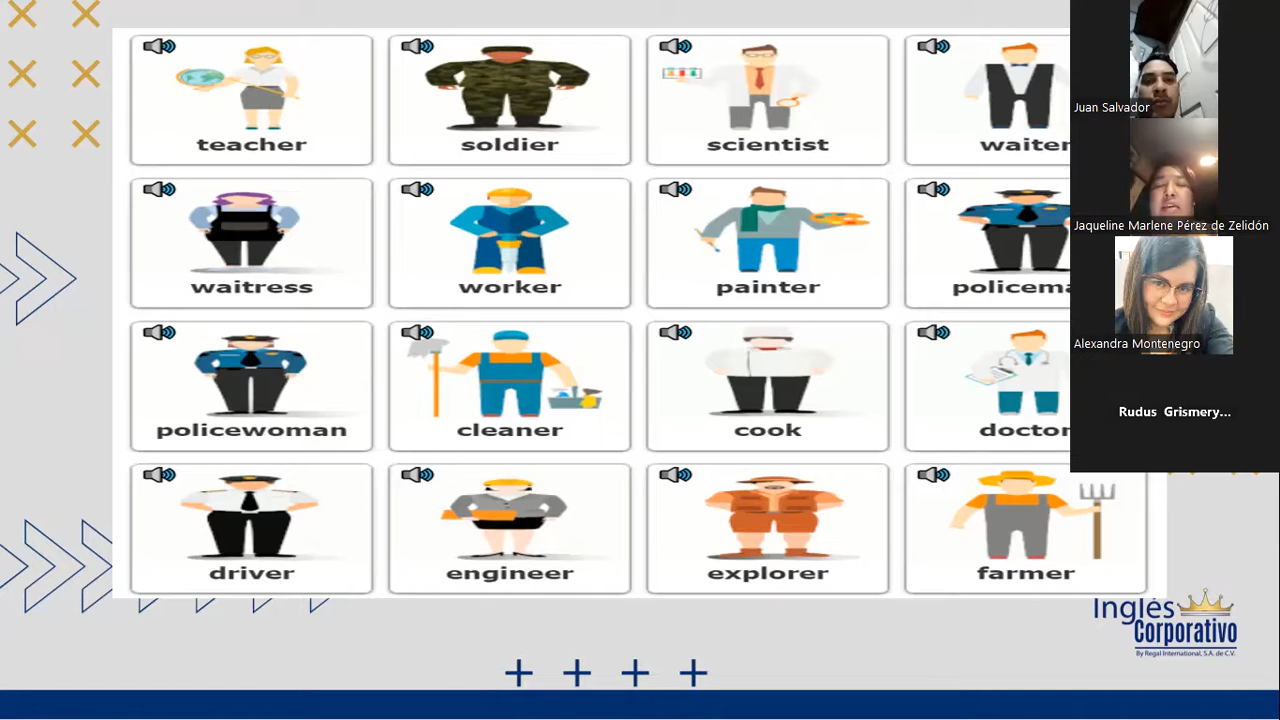 teacher
soldier
scientist
waiter
waitress
worker
painter
policema
policewoman
cleaner
cook
doctor
driver
engineer
explorer
farmer
Juan Salvador
Jaqueline Marlene Pérez de Zelidón
Alexandra Montenegro
Rudus Grismery...
Inglés
Corporativo
By Regal International, S.A. de C.V.